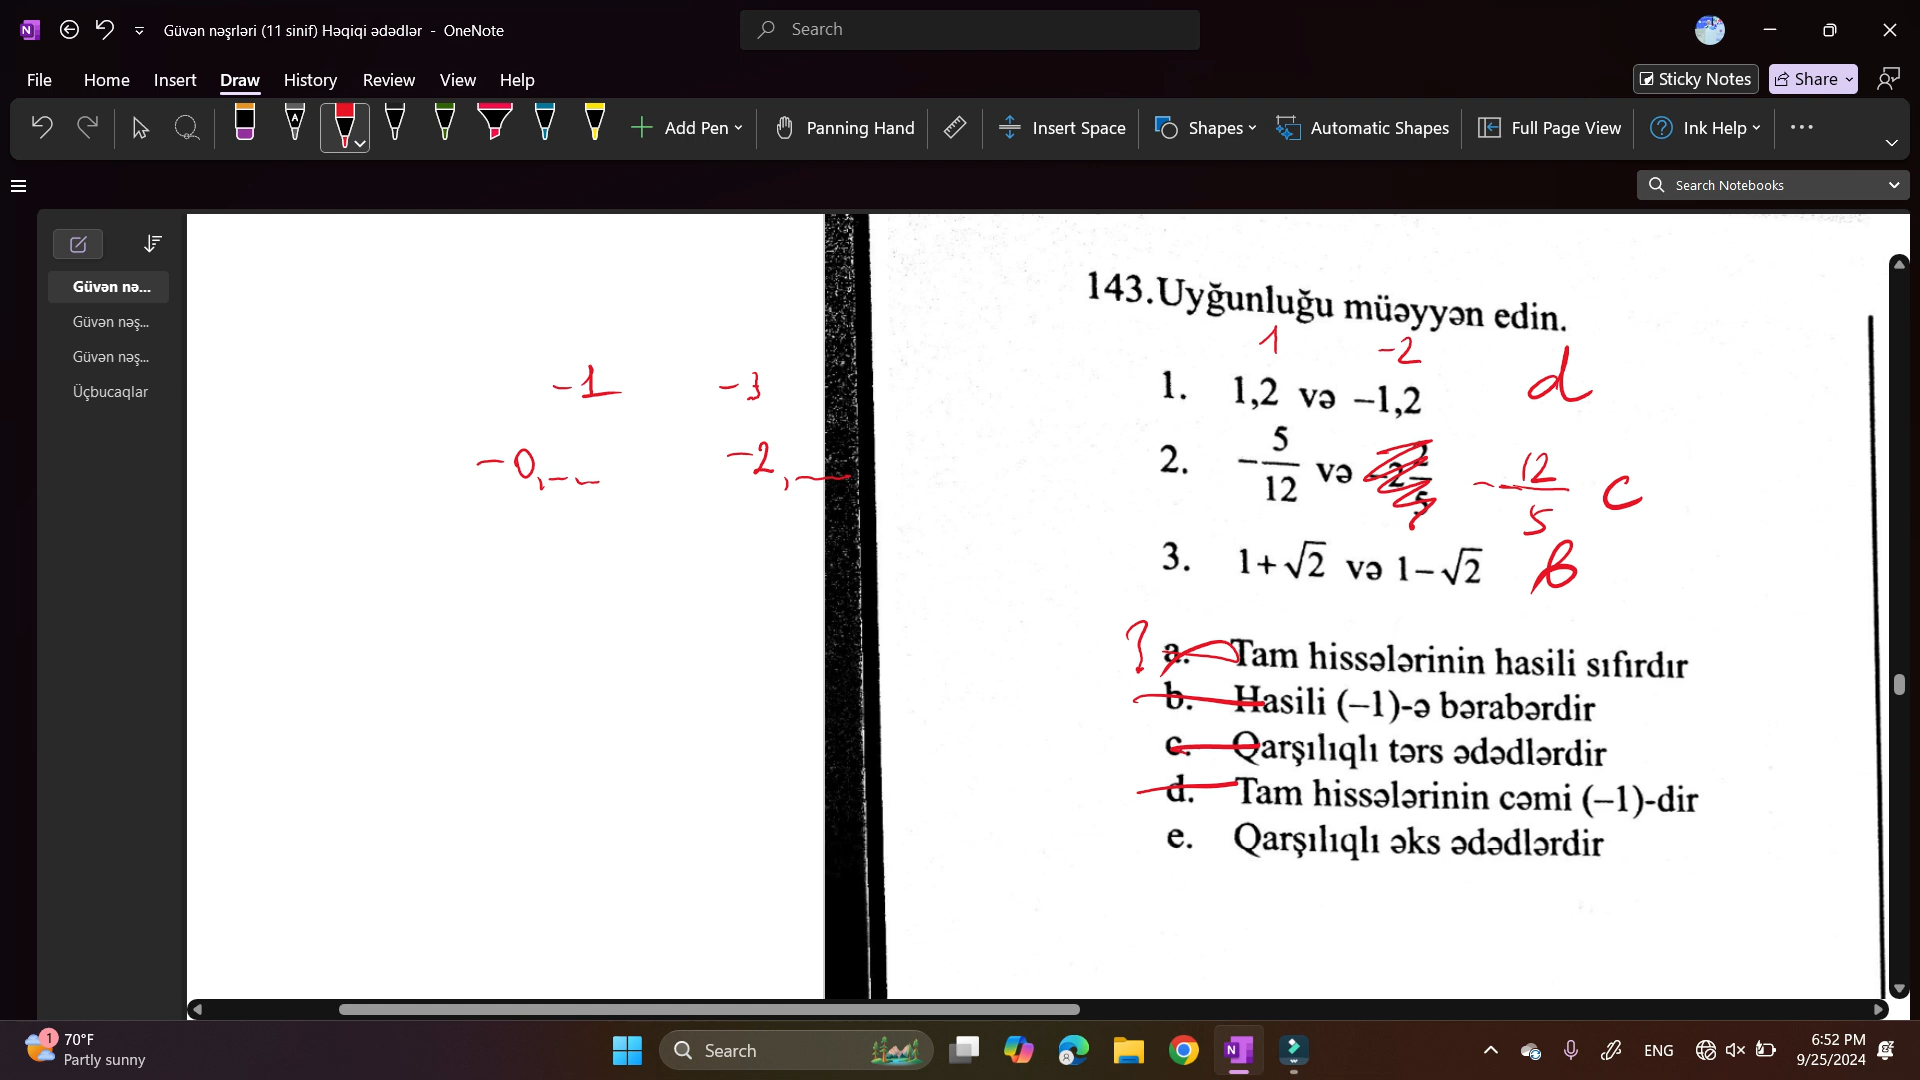 Güvən nəşrləri (11 sinif) Həqiqi ədədlər - OneNote
Search
File Home Insert Draw History Review View Help
Sticky Notes Share
Add Pen Panning Hand Insert Space Shapes Automatic Shapes Full Page View Ink Help
Search Notebooks
Güvən nə...
Güvən nəş...
Güvən nəş...
Üçbucaqlar
-1 -3
-0, -2,
143. Uyğunluğu müəyyən edin.
1 -2
1. 1,2 və –1,2 d
2. –5/12 və -12/5 c
3. 1+√2 və 1–√2 b
? a. Tam hissələrinin hasili sıfırdır
b. Hasili (–1)-ə bərabərdir
c. Qarşılıqlı tərs ədədlərdir
d. Tam hissələrinin cəmi (–1)-dir
e. Qarşılıqlı əks ədədlərdir
1 70°F
Partly sunny
Search
ENG
6:52 PM
9/25/2024